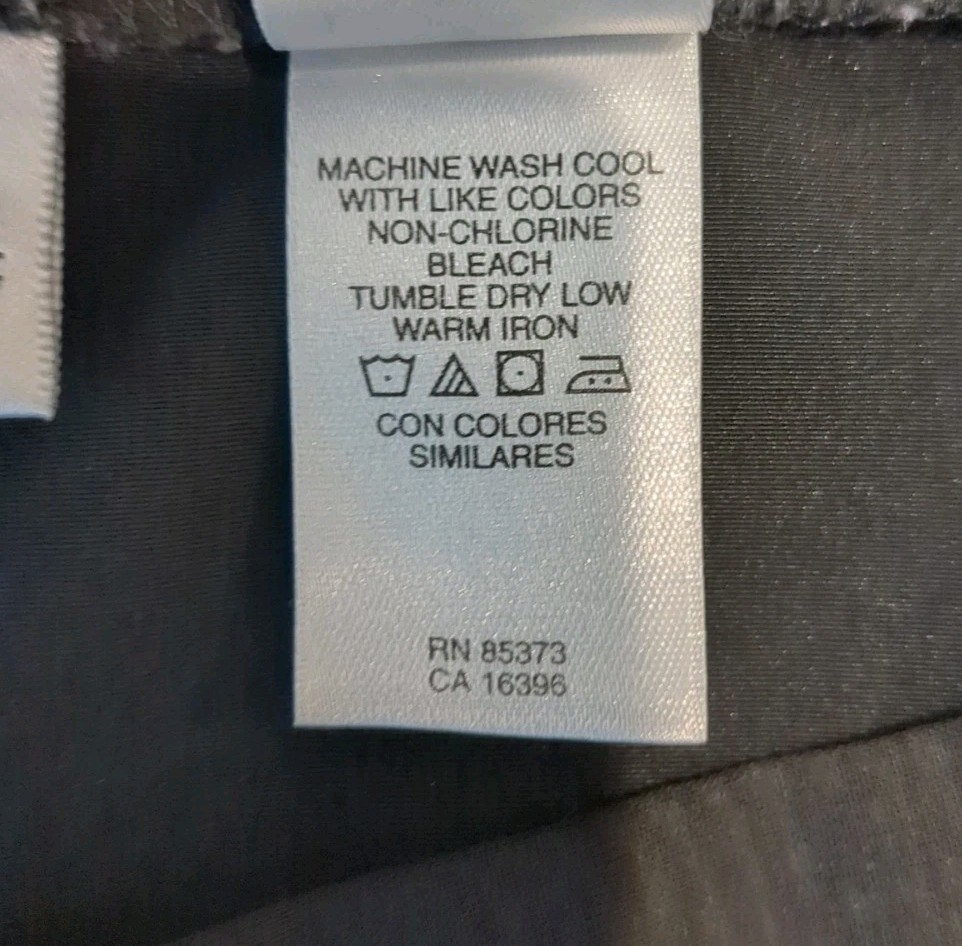 MACHINE WASH COOL
WITH LIKE COLORS
NON-CHLORINE
BLEACH
TUMBLE DRY LOW
WARM IRON
CON COLORES
SIMILARES
RN 85373
CA 16396